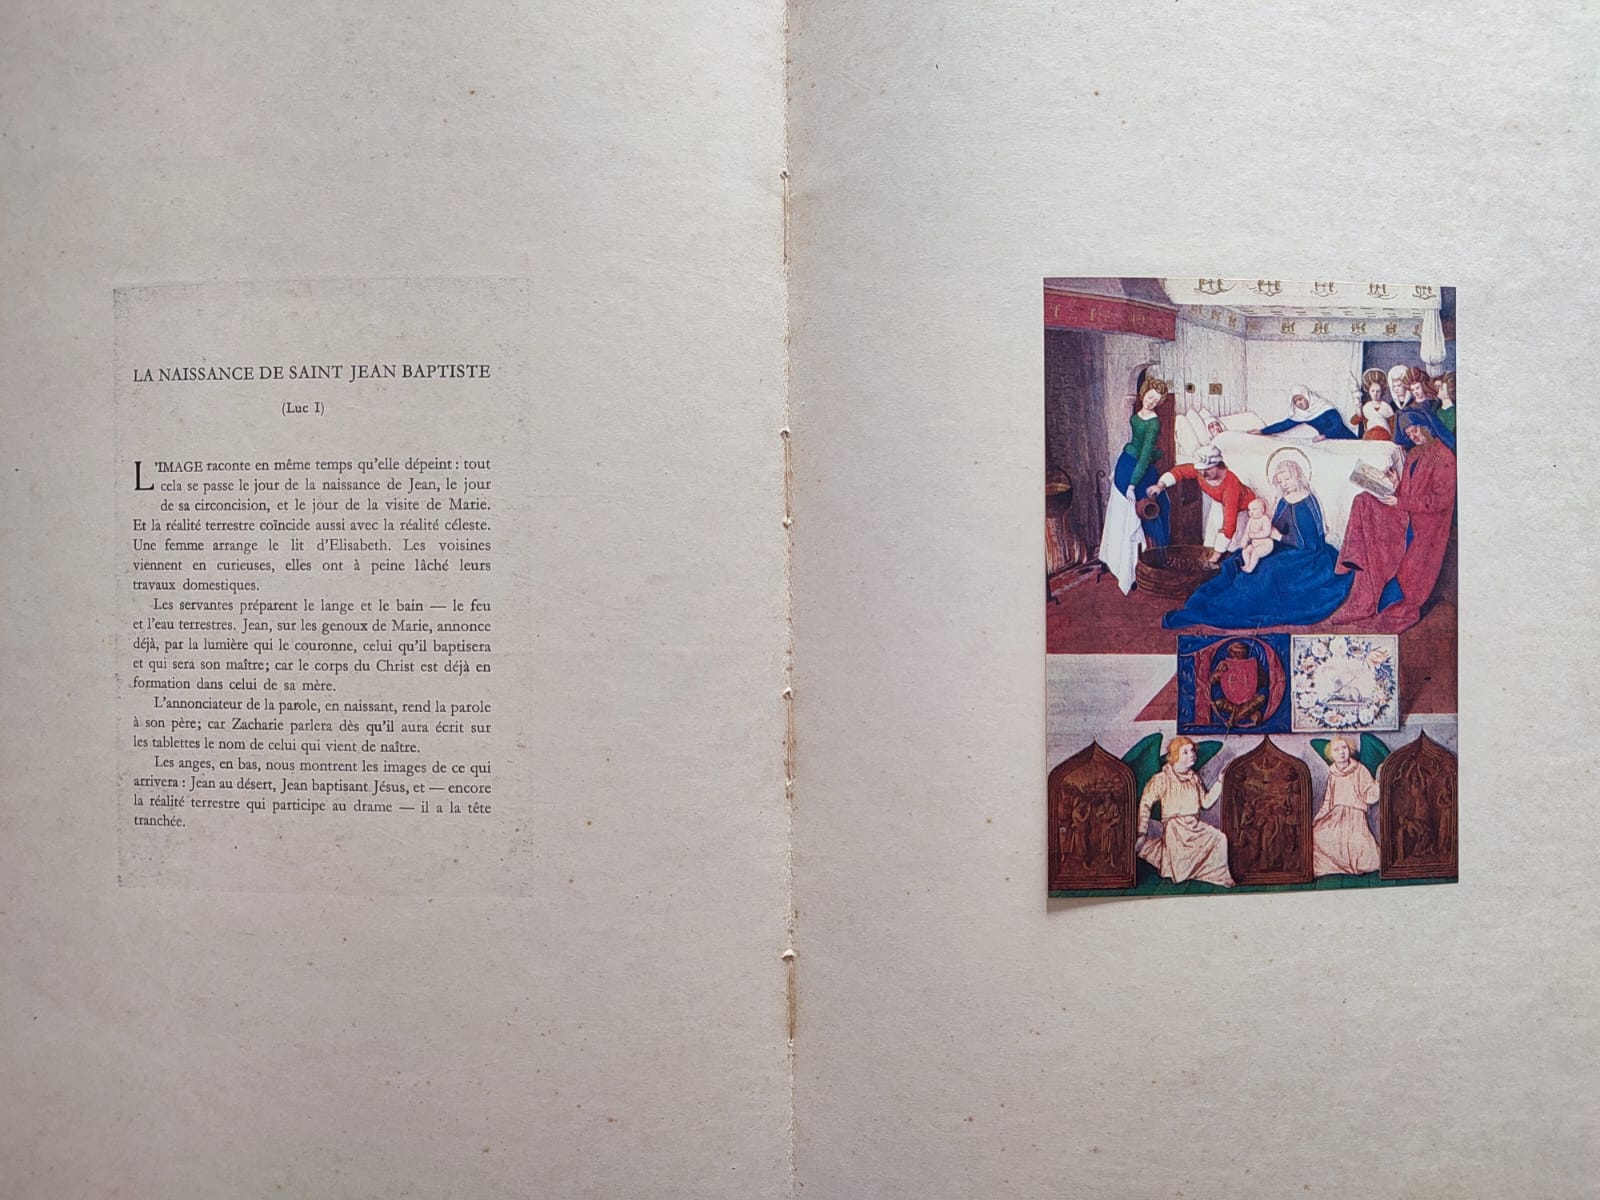 LA NAISSANCE DE SAINT JEAN BAPTISTE
(Luc I)
L'IMAGE raconte en même temps qu'elle dépeint : tout
cela se passe le jour de la naissance de Jean, le jour
de sa circoncision, et le jour de la visite de Marie.
Et la réalité terrestre coïncide aussi avec la réalité céleste.
Une femme arrange le lit d'Elisabeth. Les voisines
viennent en curieuses, elles ont à peine lâché leurs
travaux domestiques.
Les servantes préparent le lange et le bain — le feu
et l'eau terrestres. Jean, sur les genoux de Marie, annonce
déjà, par la lumière qui le couronne, celui qu'il baptisera
et qui sera son maître; car le corps du Christ est déjà en
formation dans celui de sa mère.
L'annonciateur de la parole, en naissant, rend la parole
à son père; car Zacharie parlera dès qu'il aura écrit sur
les tablettes le nom de celui qui vient de naître.
Les anges, en bas, nous montrent les images de ce qui
arrivera : Jean au désert, Jean baptisant Jésus, et — encore
la réalité terrestre qui participe au drame — il a la tête
tranchée.